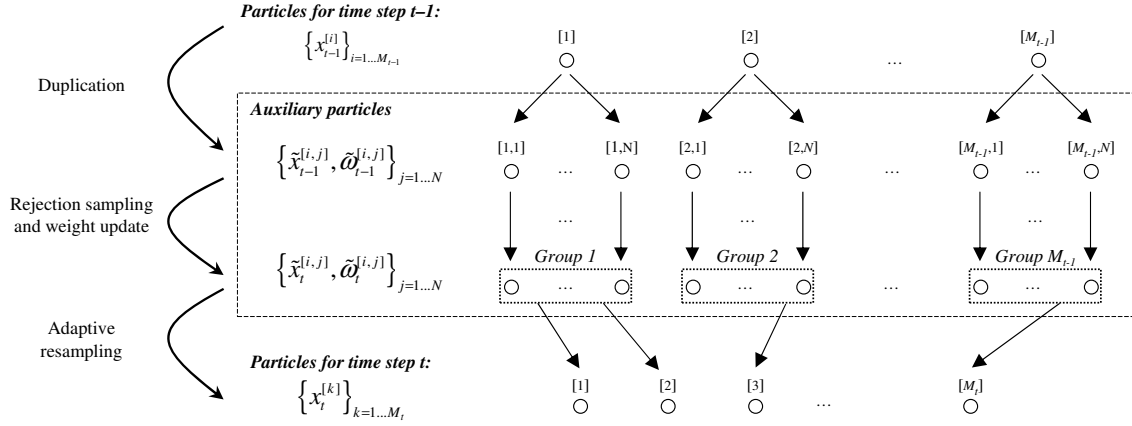 Particles for time step t–1:
{x_{t-1}^{[i]}}_{i=1...M_{t-1}}
[1] [2] ... [M_{t-1}]
Duplication
Auxiliary particles
{x̃_{t-1}^{[i,j]}, ω̃_{t-1}^{[i,j]}}_{j=1...N}
[1,1] ... [1,N] [2,1] ... [2,N] ... [M_{t-1},1] ... [M_{t-1},N]
Rejection sampling
and weight update
... ... ...
Group 1 Group 2 Group M_{t-1}
{x̃_t^{[i,j]}, ω̃_t^{[i,j]}}_{j=1...N}
... ... ... ...
Adaptive
resampling
Particles for time step t:
{x_t^{[k]}}_{k=1...M_t}
[1] [2] [3] ... [M_t]